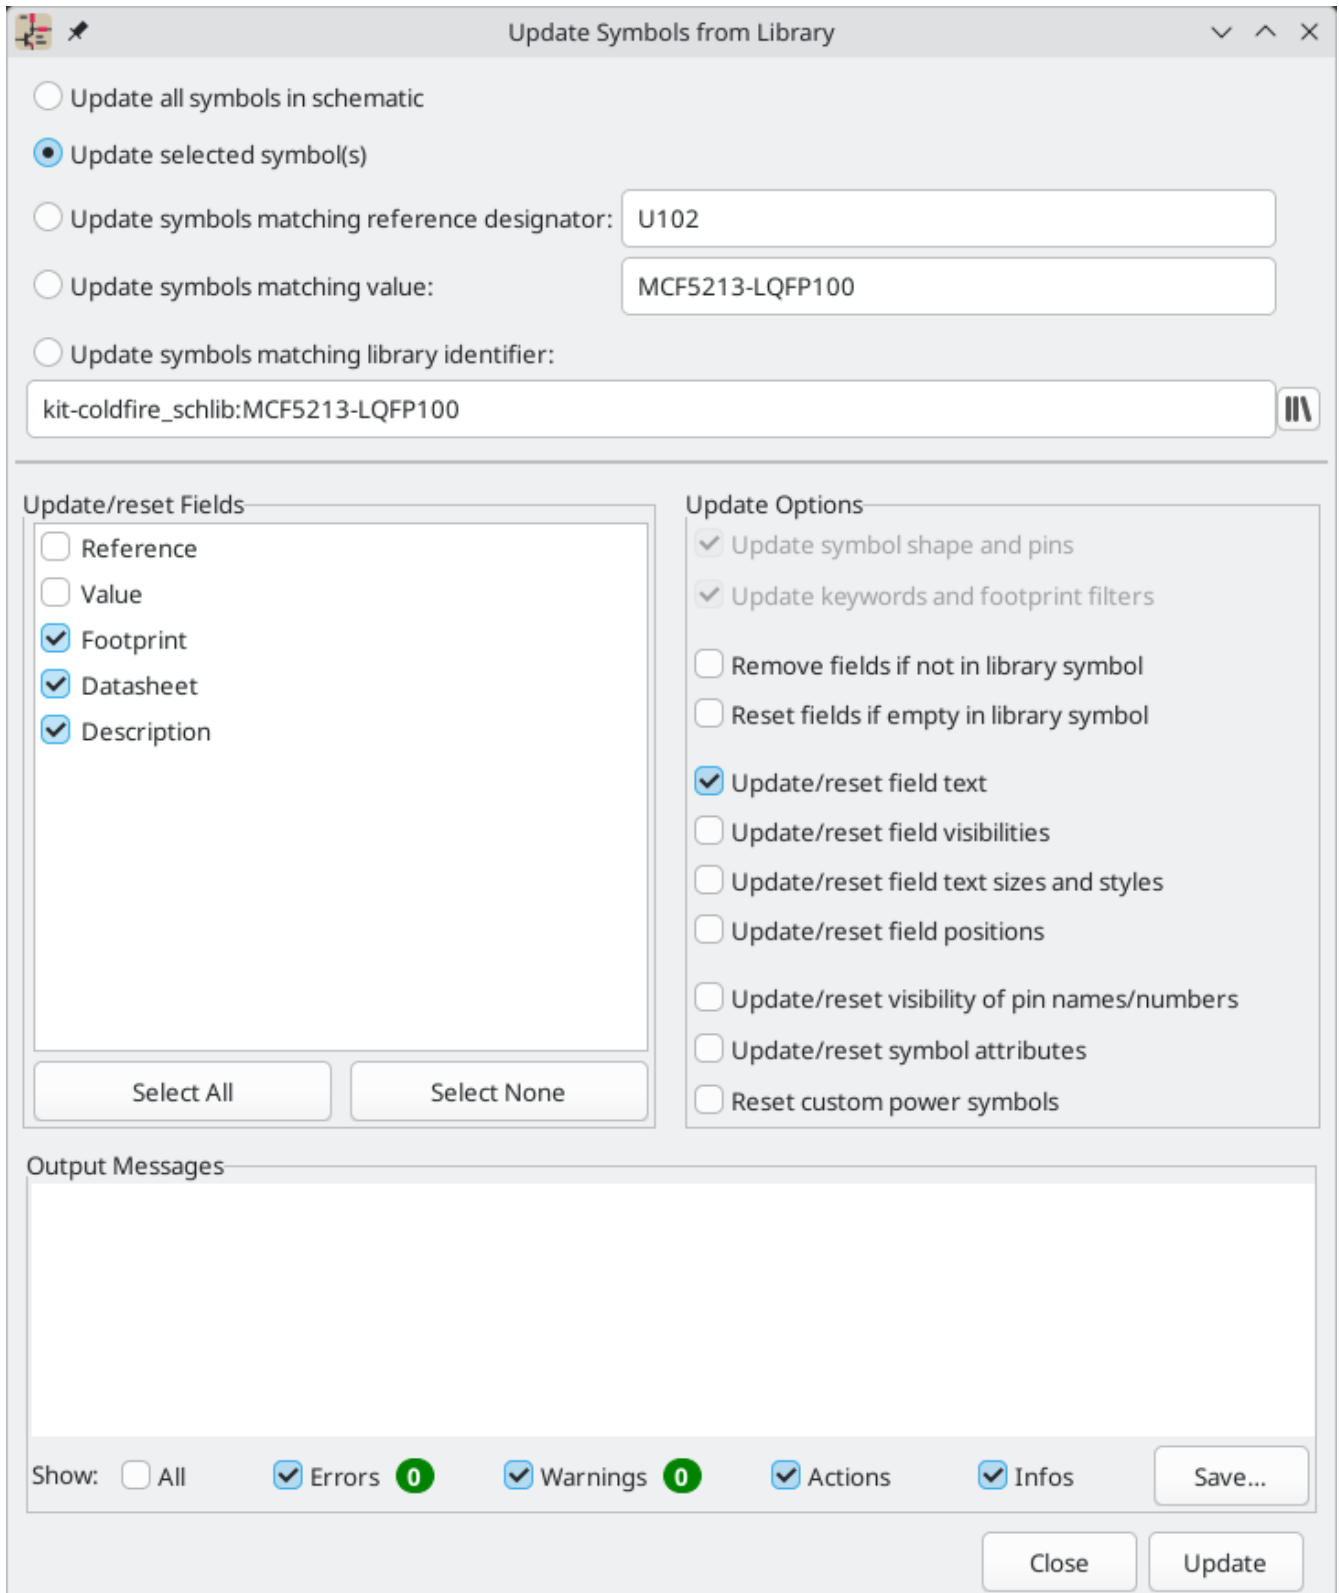 Update Symbols from Library
Update all symbols in schematic
Update selected symbol(s)
Update symbols matching reference designator: U102
Update symbols matching value: MCF5213-LQFP100
Update symbols matching library identifier:
kit-coldfire_schlib:MCF5213-LQFP100
Update/reset Fields
Reference
Value
Footprint
Datasheet
Description
Select All Select None
Update Options
Update symbol shape and pins
Update keywords and footprint filters
Remove fields if not in library symbol
Reset fields if empty in library symbol
Update/reset field text
Update/reset field visibilities
Update/reset field text sizes and styles
Update/reset field positions
Update/reset visibility of pin names/numbers
Update/reset symbol attributes
Reset custom power symbols
Output Messages
Show: All Errors 0 Warnings 0 Actions Infos Save...
Close Update